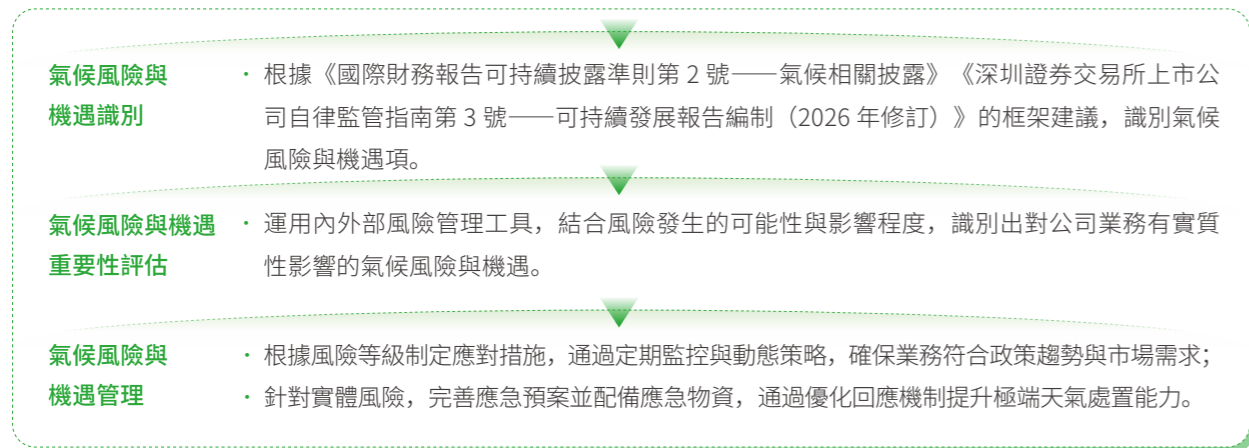 氣候風險與
機遇識別
· 根據《國際財務報告可持續披露準則第 2 號——氣候相關披露》《深圳證券交易所上市公
司自律監管指南第 3 號——可持續發展報告編制（2026 年修訂）》的框架建議，識別氣候
風險與機遇項。
氣候風險與機遇
重要性評估
· 運用內外部風險管理工具，結合風險發生的可能性與影響程度，識別出對公司業務有實質
性影響的氣候風險與機遇。
氣候風險與
機遇管理
· 根據風險等級制定應對措施，通過定期監控與動態策略，確保業務符合政策趨勢與市場需求；
· 針對實體風險，完善應急預案並配備應急物資，通過優化回應機制提升極端天氣處置能力。